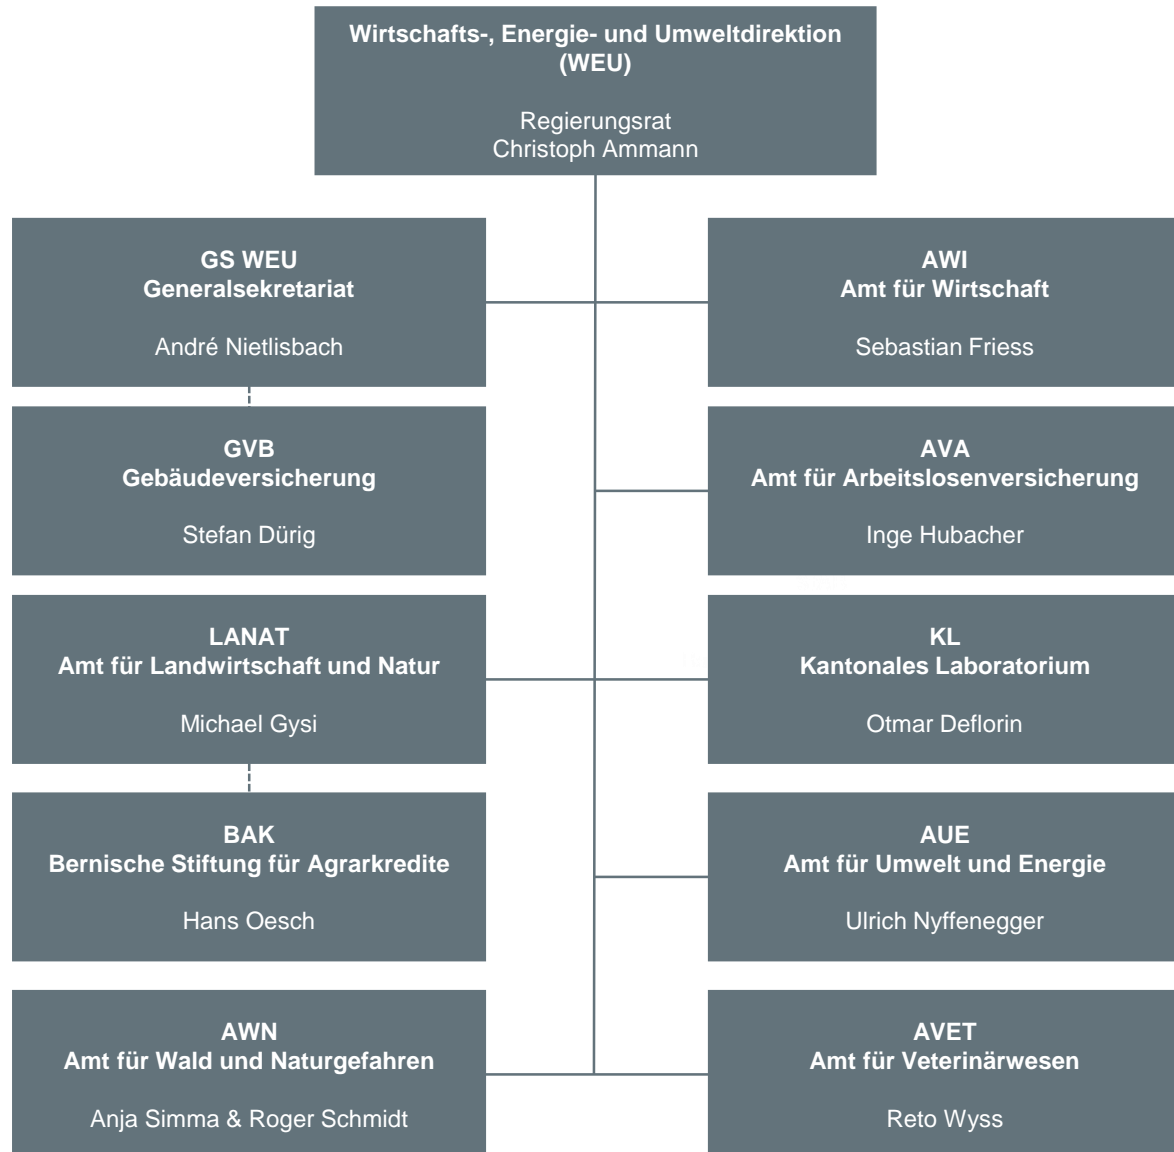 Wirtschafts-, Energie- und Umweltdirektion
(WEU)
Regierungsrat
Christoph Ammann
GS WEU
Generalsekretariat
André Nietlisbach
AWI
Amt für Wirtschaft
Sebastian Friess
GVB
Gebäudeversicherung
Stefan Dürig
AVA
Amt für Arbeitslosenversicherung
Inge Hubacher
LANAT
Amt für Landwirtschaft und Natur
Michael Gysi
KL
Kantonales Laboratorium
Otmar Deflorin
BAK
Bernische Stiftung für Agrarkredite
Hans Oesch
AUE
Amt für Umwelt und Energie
Ulrich Nyffenegger
AWN
Amt für Wald und Naturgefahren
Anja Simma & Roger Schmidt
AVET
Amt für Veterinärwesen
Reto Wyss